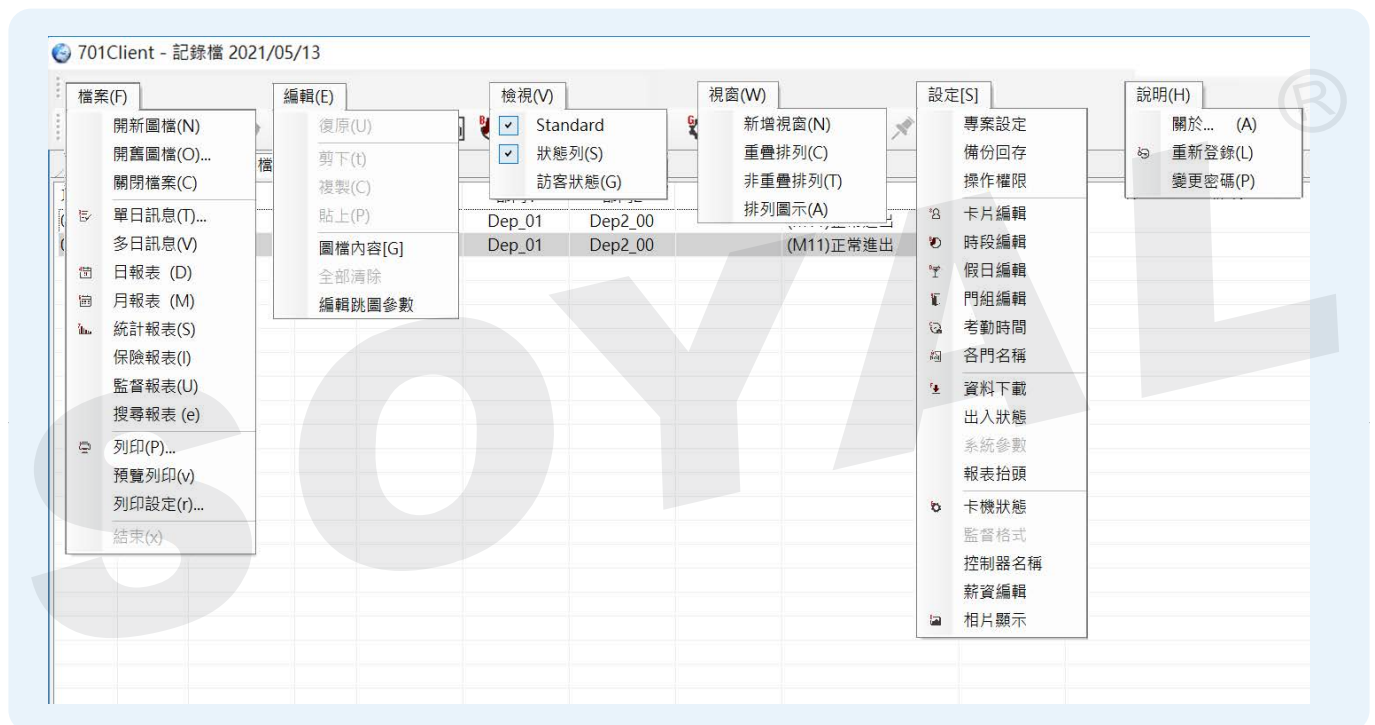 701Client - 記錄檔 2021/05/13
檔案(F)
開新圖檔(N)
開舊圖檔(O)...
關閉檔案(C)
單日訊息(T)...
多日訊息(V)
日報表 (D)
月報表 (M)
統計報表(S)
保險報表(I)
監督報表(U)
搜尋報表 (e)
列印(P)...
預覽列印(v)
列印設定(r)...
結束(x)
編輯(E)
復原(U)
剪下(t)
複製(C)
貼上(P)
圖檔內容[G]
全部清除
編輯跳圖參數
檢視(V)
Standard
狀態列(S)
訪客狀態(G)
視窗(W)
新增視窗(N)
重疊排列(C)
非重疊排列(T)
排列圖示(A)
設定[S]
專案設定
備份回存
操作權限
卡片編輯
時段編輯
假日編輯
門組編輯
考勤時間
各門名稱
資料下載
出入狀態
系統參數
報表抬頭
卡機狀態
監督格式
控制器名稱
薪資編輯
相片顯示
說明(H)
關於... (A)
重新登錄(L)
變更密碼(P)
檔
Dep_01 Dep2_00
Dep_01 Dep2_00 (M11)正常進出
SOYAL®